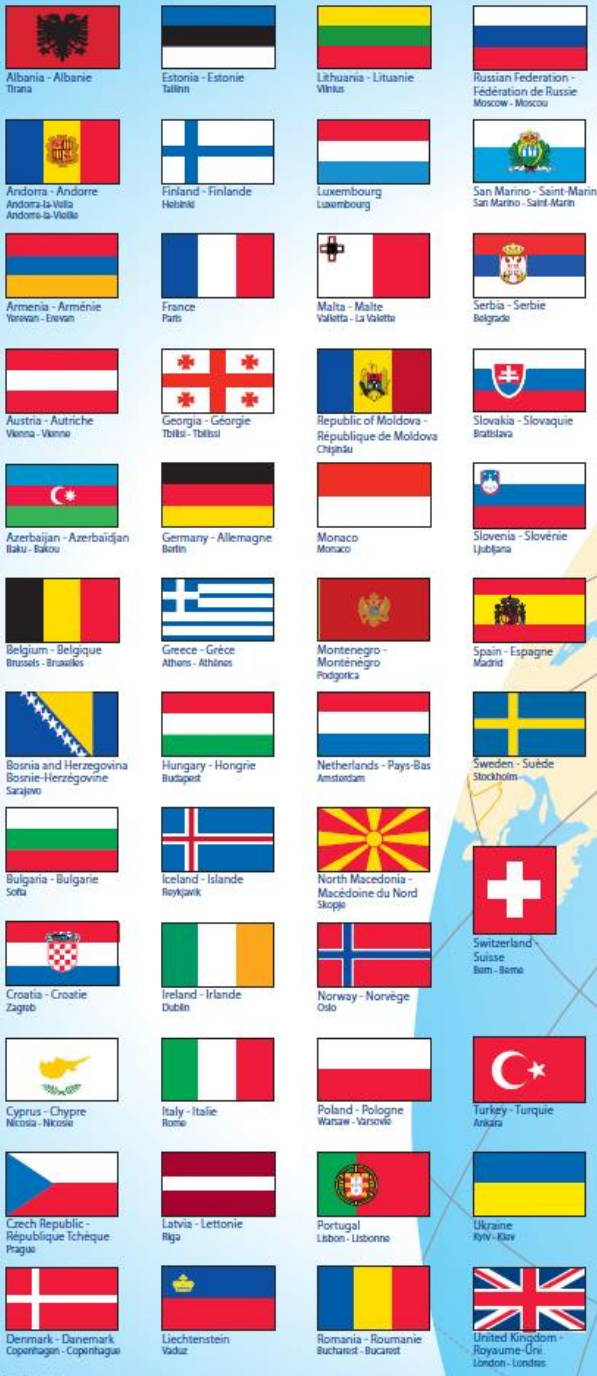 Albania - Albanie
Tirana
Andorra - Andorre
Andorra-la-Vella
Andorre-la-Vieille
Armenia - Arménie
Yerevan - Erevan
Austria - Autriche
Vienna - Vienne
Azerbaijan - Azerbaïdjan
Baku - Bakou
Belgium - Belgique
Brussels - Bruxelles
Bosnia and Herzegovina
Bosnie-Herzégovine
Sarajevo
Bulgaria - Bulgarie
Sofia
Croatia - Croatie
Zagreb
Cyprus - Chypre
Nicosia - Nicosie
Czech Republic -
République Tchèque
Prague
Denmark - Danemark
Copenhagen - Copenhague
Estonia - Estonie
Tallinn
Finland - Finlande
Helsinki
France
Paris
Georgia - Géorgie
Tbilisi - Tbilissi
Germany - Allemagne
Berlin
Greece - Grèce
Athens - Athènes
Hungary - Hongrie
Budapest
Iceland - Islande
Reykjavik
Ireland - Irlande
Dublin
Italy - Italie
Rome
Latvia - Lettonie
Riga
Liechtenstein
Vaduz
Lithuania - Lituanie
Vilnius
Luxembourg
Luxembourg
Malta - Malte
Valletta - La Valette
Republic of Moldova -
République de Moldova
Chişinău
Monaco
Monaco
Montenegro -
Monténégro
Podgorica
Netherlands - Pays-Bas
Amsterdam
North Macedonia -
Macédoine du Nord
Skopje
Norway - Norvège
Oslo
Poland - Pologne
Warsaw - Varsovie
Portugal
Lisbon - Lisbonne
Romania - Roumanie
Bucharest - Bucarest
Russian Federation -
Fédération de Russie
Moscow - Moscou
San Marino - Saint-Marin
San Marino - Saint-Marin
Serbia - Serbie
Belgrade
Slovakia - Slovaquie
Bratislava
Slovenia - Slovénie
Ljubljana
Spain - Espagne
Madrid
Sweden - Suède
Stockholm
Switzerland -
Suisse
Bern - Berne
Turkey - Turquie
Ankara
Ukraine
Kyiv - Kiev
United Kingdom -
Royaume-Uni
London - Londres